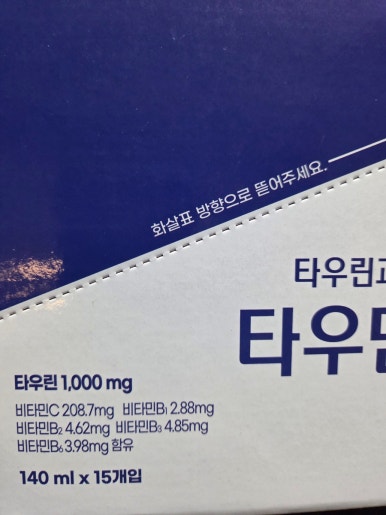 화살표 방향으로 뜯어주세요.
타우린
타우
타우린 1,000 mg
비타민C 208.7mg 비타민B₁ 2.88mg
비타민B₂ 4.62mg 비타민B₃ 4.85mg
비타민B₆ 3.98mg 함유
140 ml x 15개입